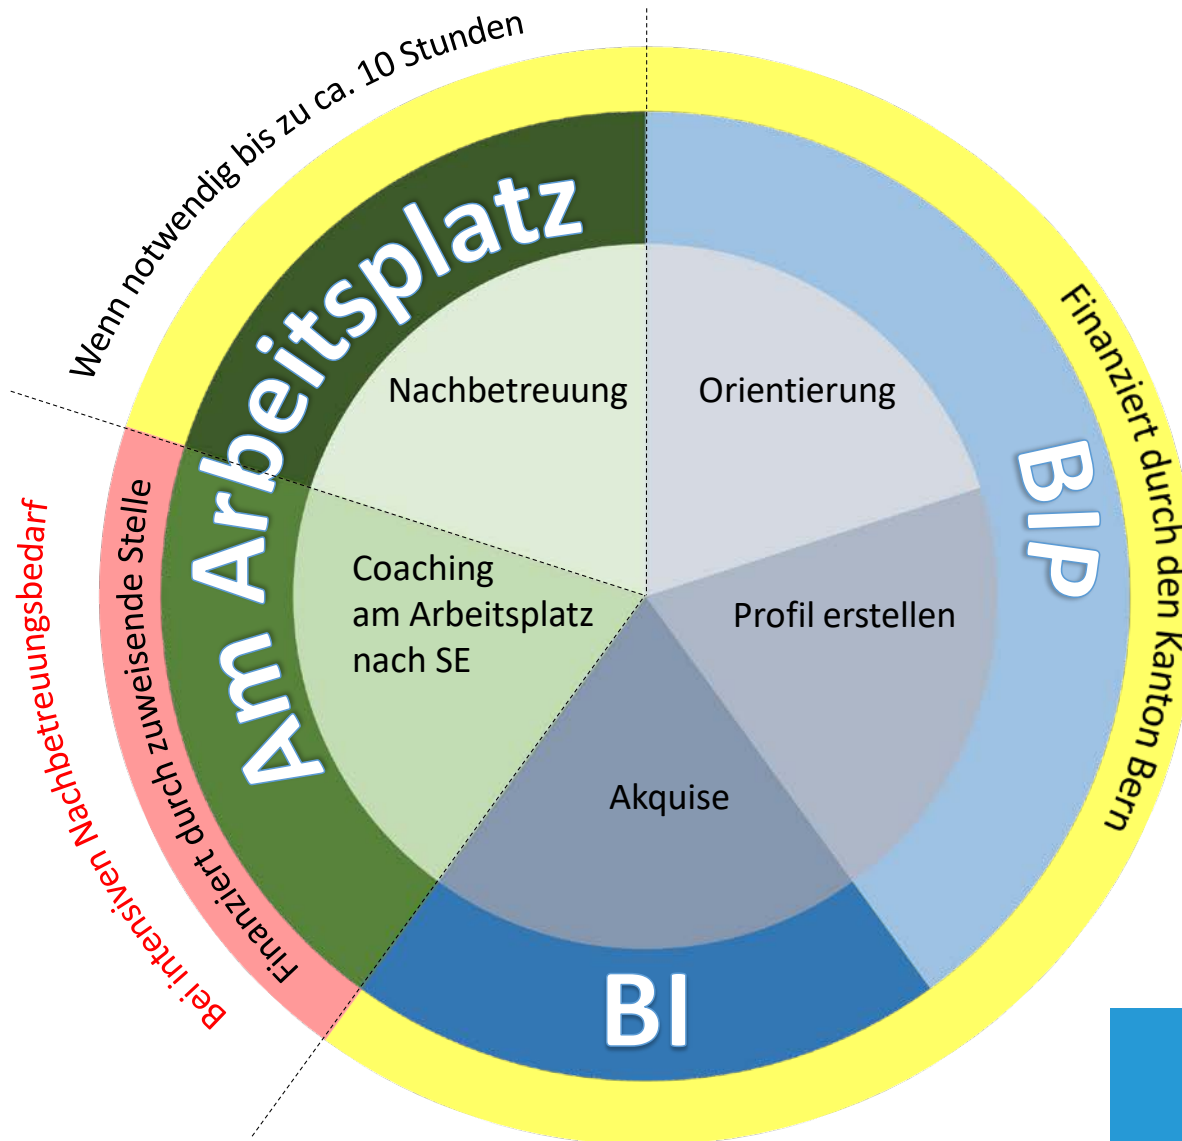 Wenn notwendig bis zu ca. 10 Stunden
Am Arbeitsplatz
Nachbetreuung
Orientierung
BIP
Finanziert durch den Kanton Bern
Finanziert durch zuweisende Stelle
Bei intensiven Nachbetreuungsbedarf
Coaching
am Arbeitsplatz
nach SE
Profil erstellen
Akquise
BI